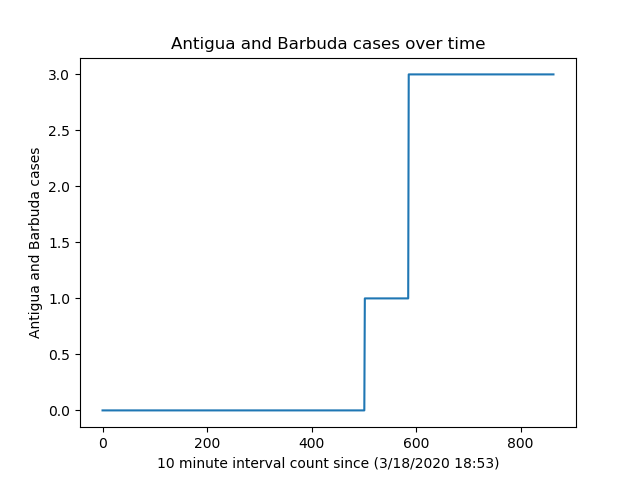 Antigua and Barbuda cases over time
Antigua and Barbuda cases
3.0
2.5
2.0
1.5
1.0
0.5
0.0
0 200 400 600 800
10 minute interval count since (3/18/2020 18:53)